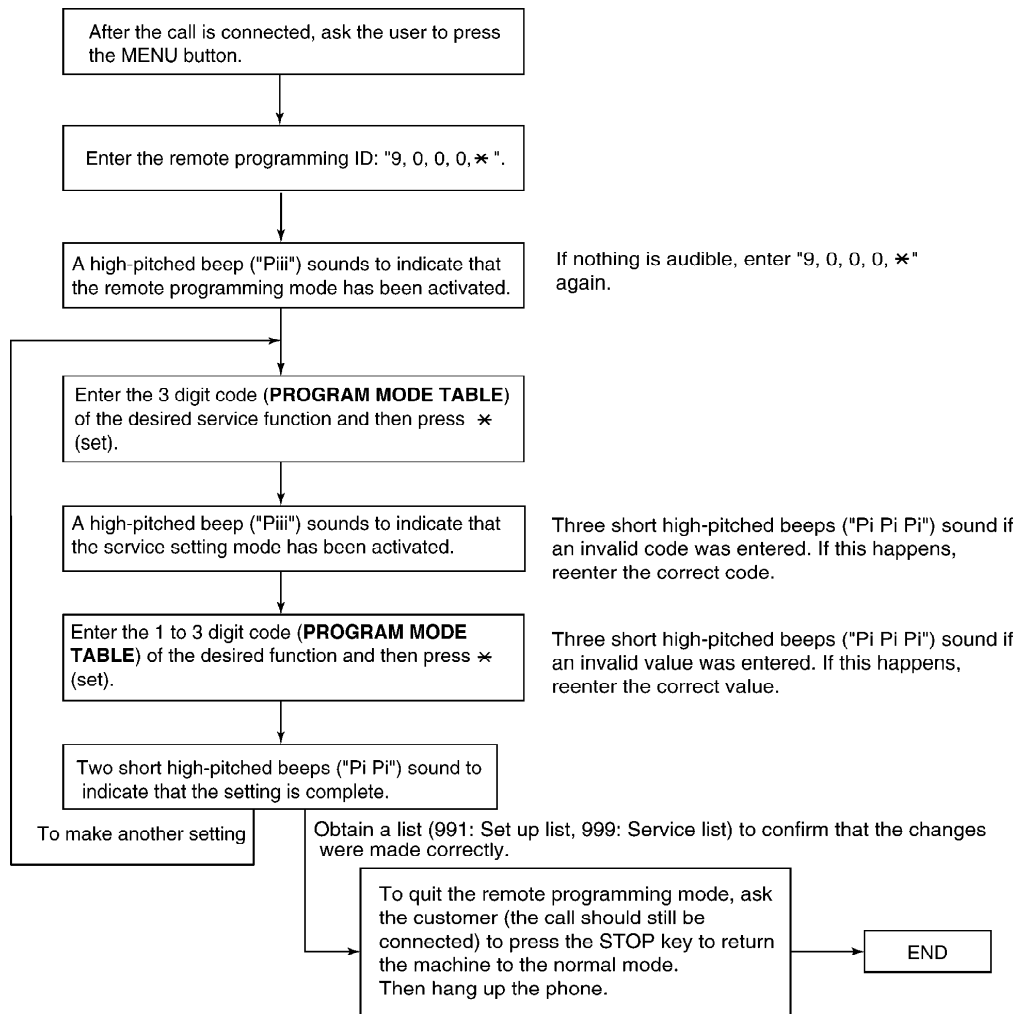 After the call is connected, ask the user to press
the MENU button.
Enter the remote programming ID: "9, 0, 0, 0, * ".
A high-pitched beep ("Piii") sounds to indicate that
the remote programming mode has been activated.
If nothing is audible, enter "9, 0, 0, 0, *"
again.
Enter the 3 digit code (PROGRAM MODE TABLE)
of the desired service function and then press *
(set).
A high-pitched beep ("Piii") sounds to indicate that
the service setting mode has been activated.
Three short high-pitched beeps ("Pi Pi Pi") sound if
an invalid code was entered. If this happens,
reenter the correct code.
Enter the 1 to 3 digit code (PROGRAM MODE
TABLE) of the desired function and then press *
(set).
Three short high-pitched beeps ("Pi Pi Pi") sound if
an invalid value was entered. If this happens,
reenter the correct value.
Two short high-pitched beeps ("Pi Pi") sound to
indicate that the setting is complete.
To make another setting
Obtain a list (991: Set up list, 999: Service list) to confirm that the changes
were made correctly.
To quit the remote programming mode, ask
the customer (the call should still be
connected) to press the STOP key to return
the machine to the normal mode.
Then hang up the phone.
END